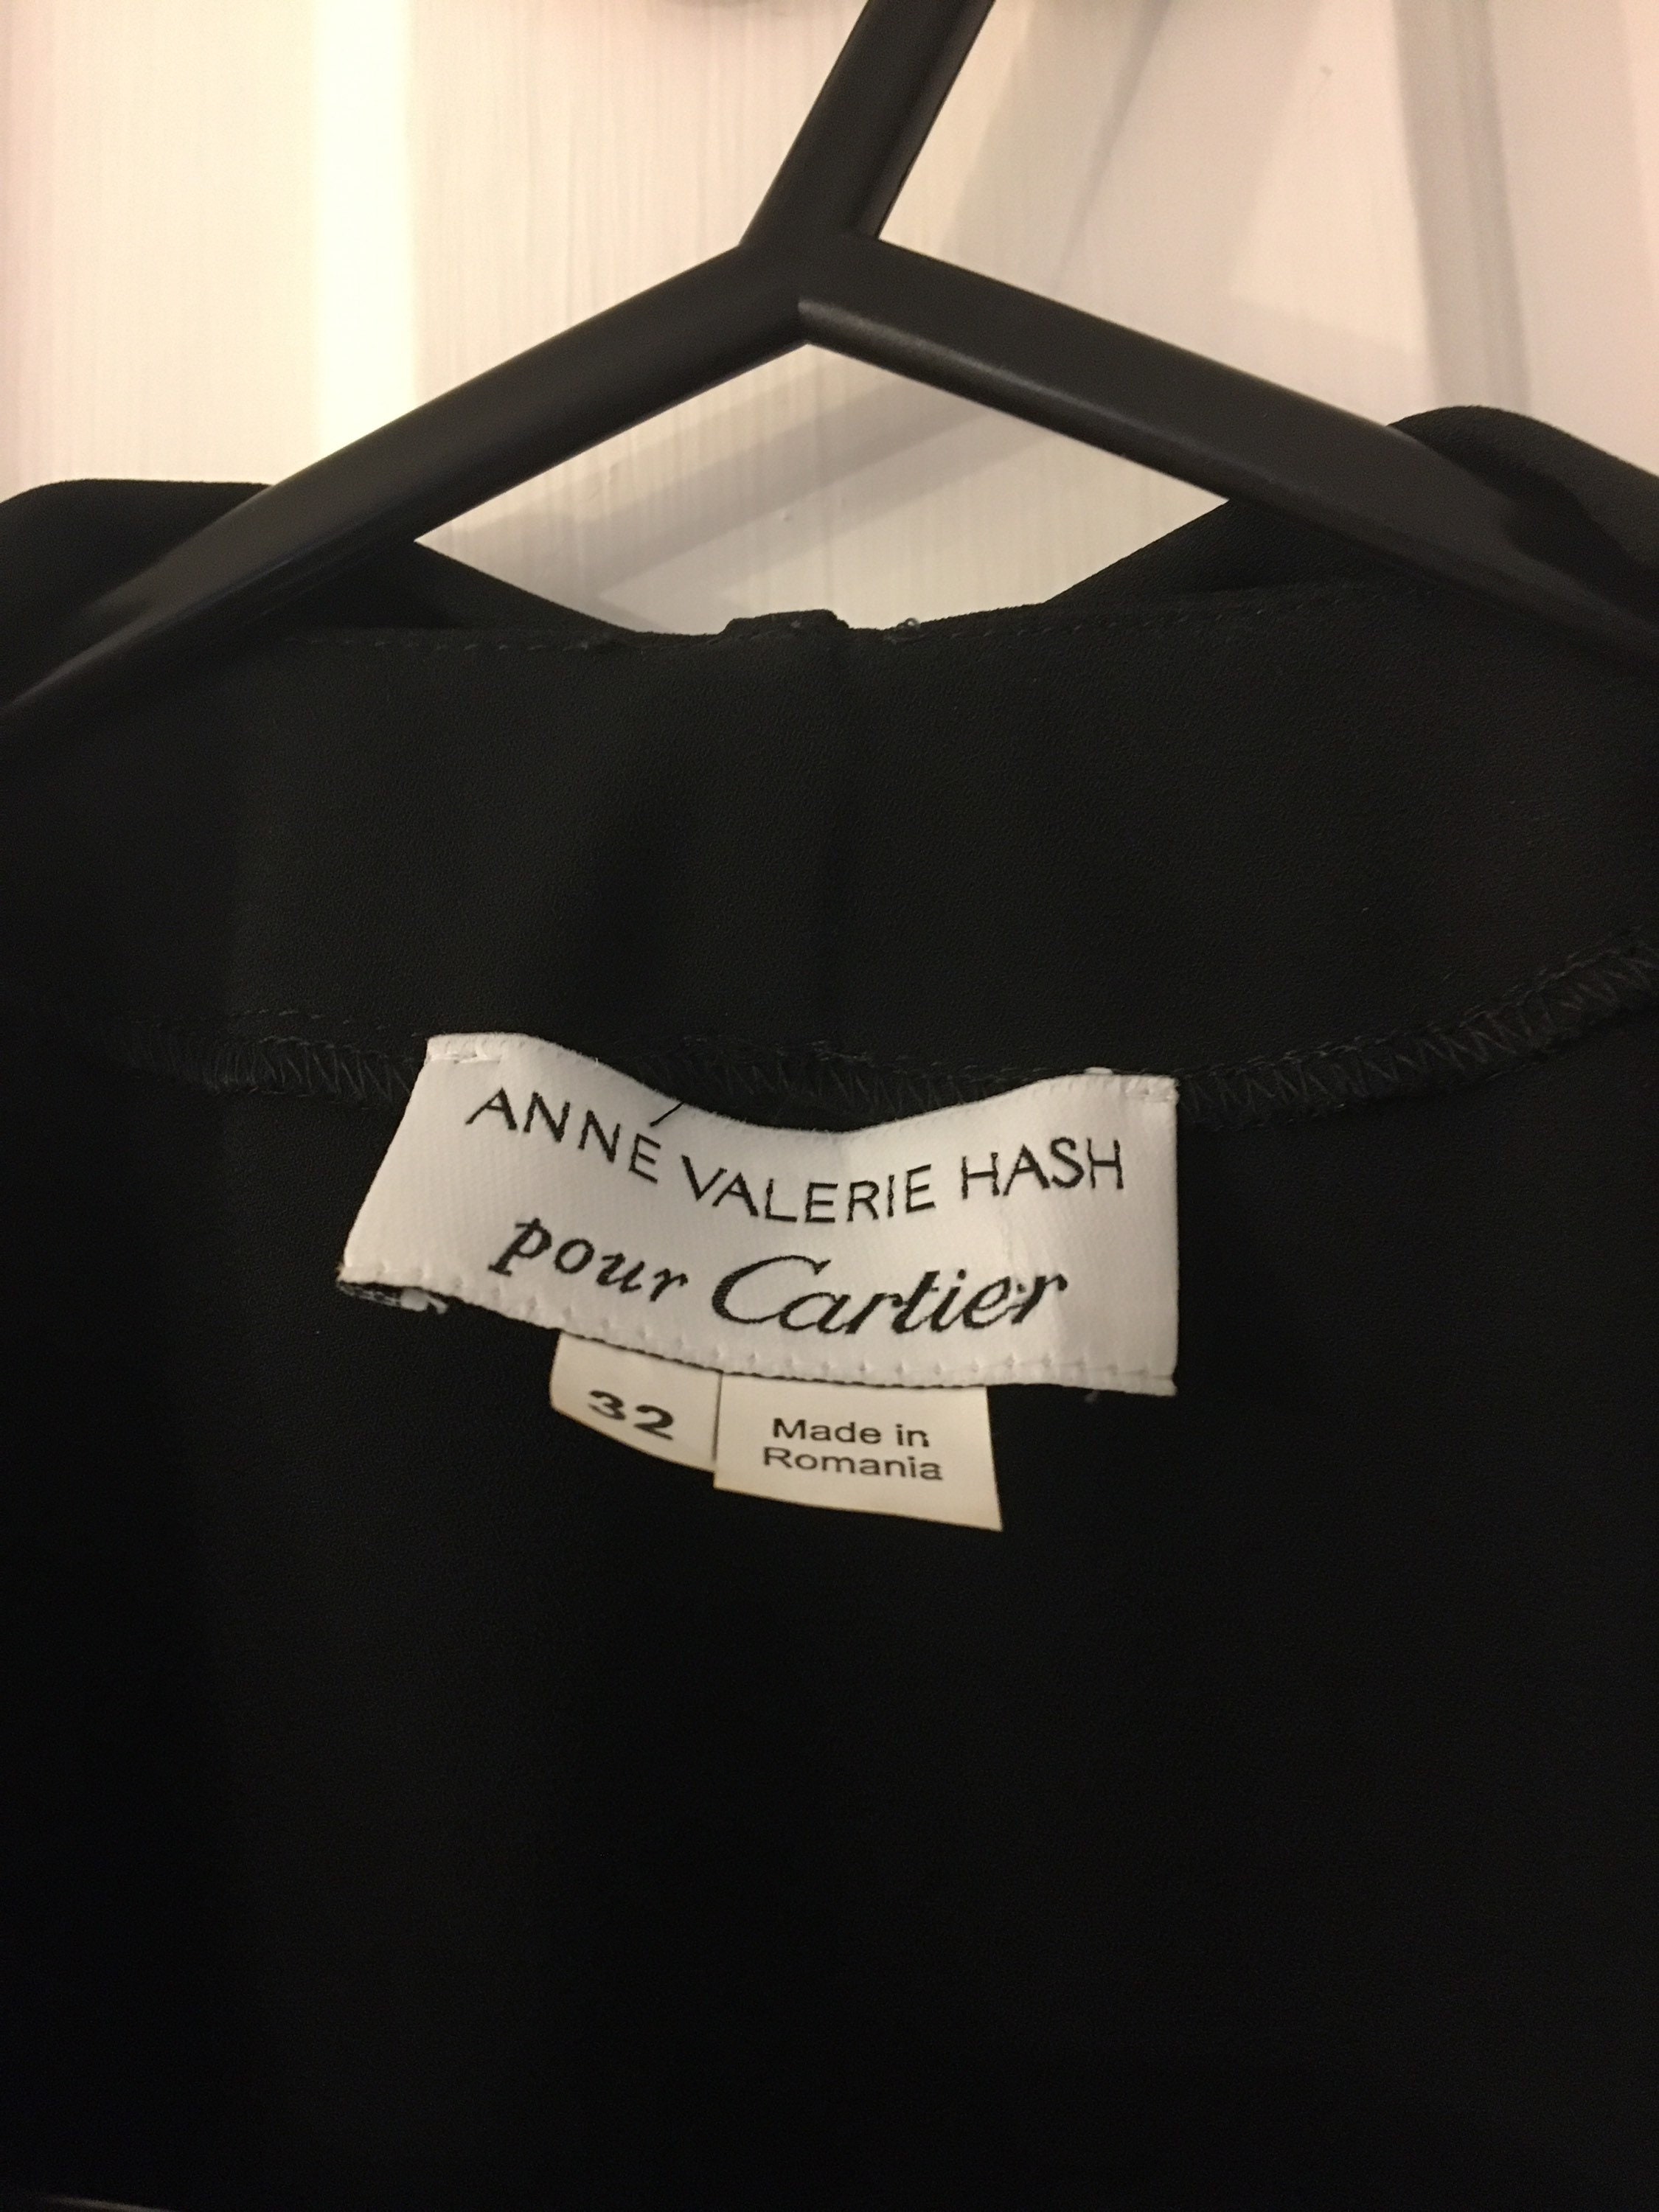 ANNE VALERIE HASH
pour Cartier
32
Made in
Romania